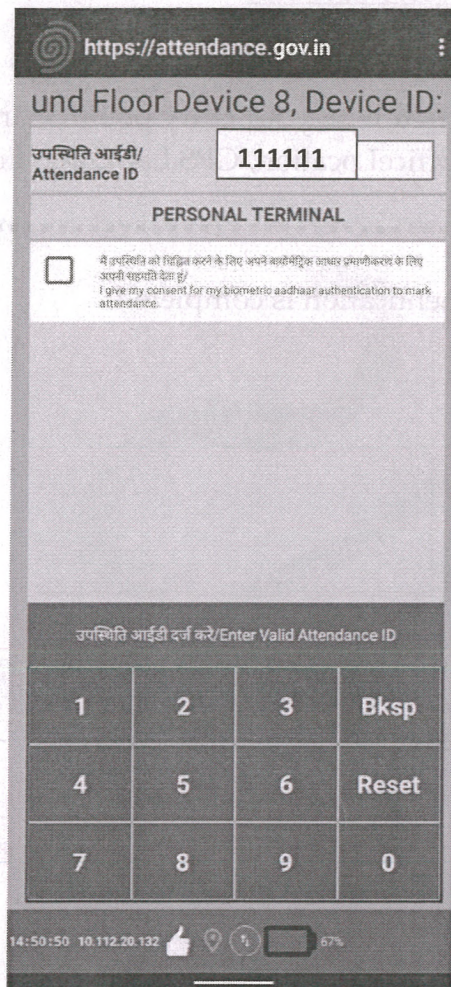 https://attendance.gov.in
und Floor Device 8, Device ID:
उपस्थिति आईडी/
Attendance ID
111111
PERSONAL TERMINAL
मैं उपस्थिति को चिह्नित करने के लिए अपने बायोमेट्रिक आधार प्रमाणीकरण के लिए
अपनी सहमति देता हूं/
I give my consent for my biometric aadhaar authentication to mark
attendance.
उपस्थिति आईडी दर्ज करे/Enter Valid Attendance ID
1 2 3 Bksp
4 5 6 Reset
7 8 9 0
14:50:50 10.112.20.132 67%